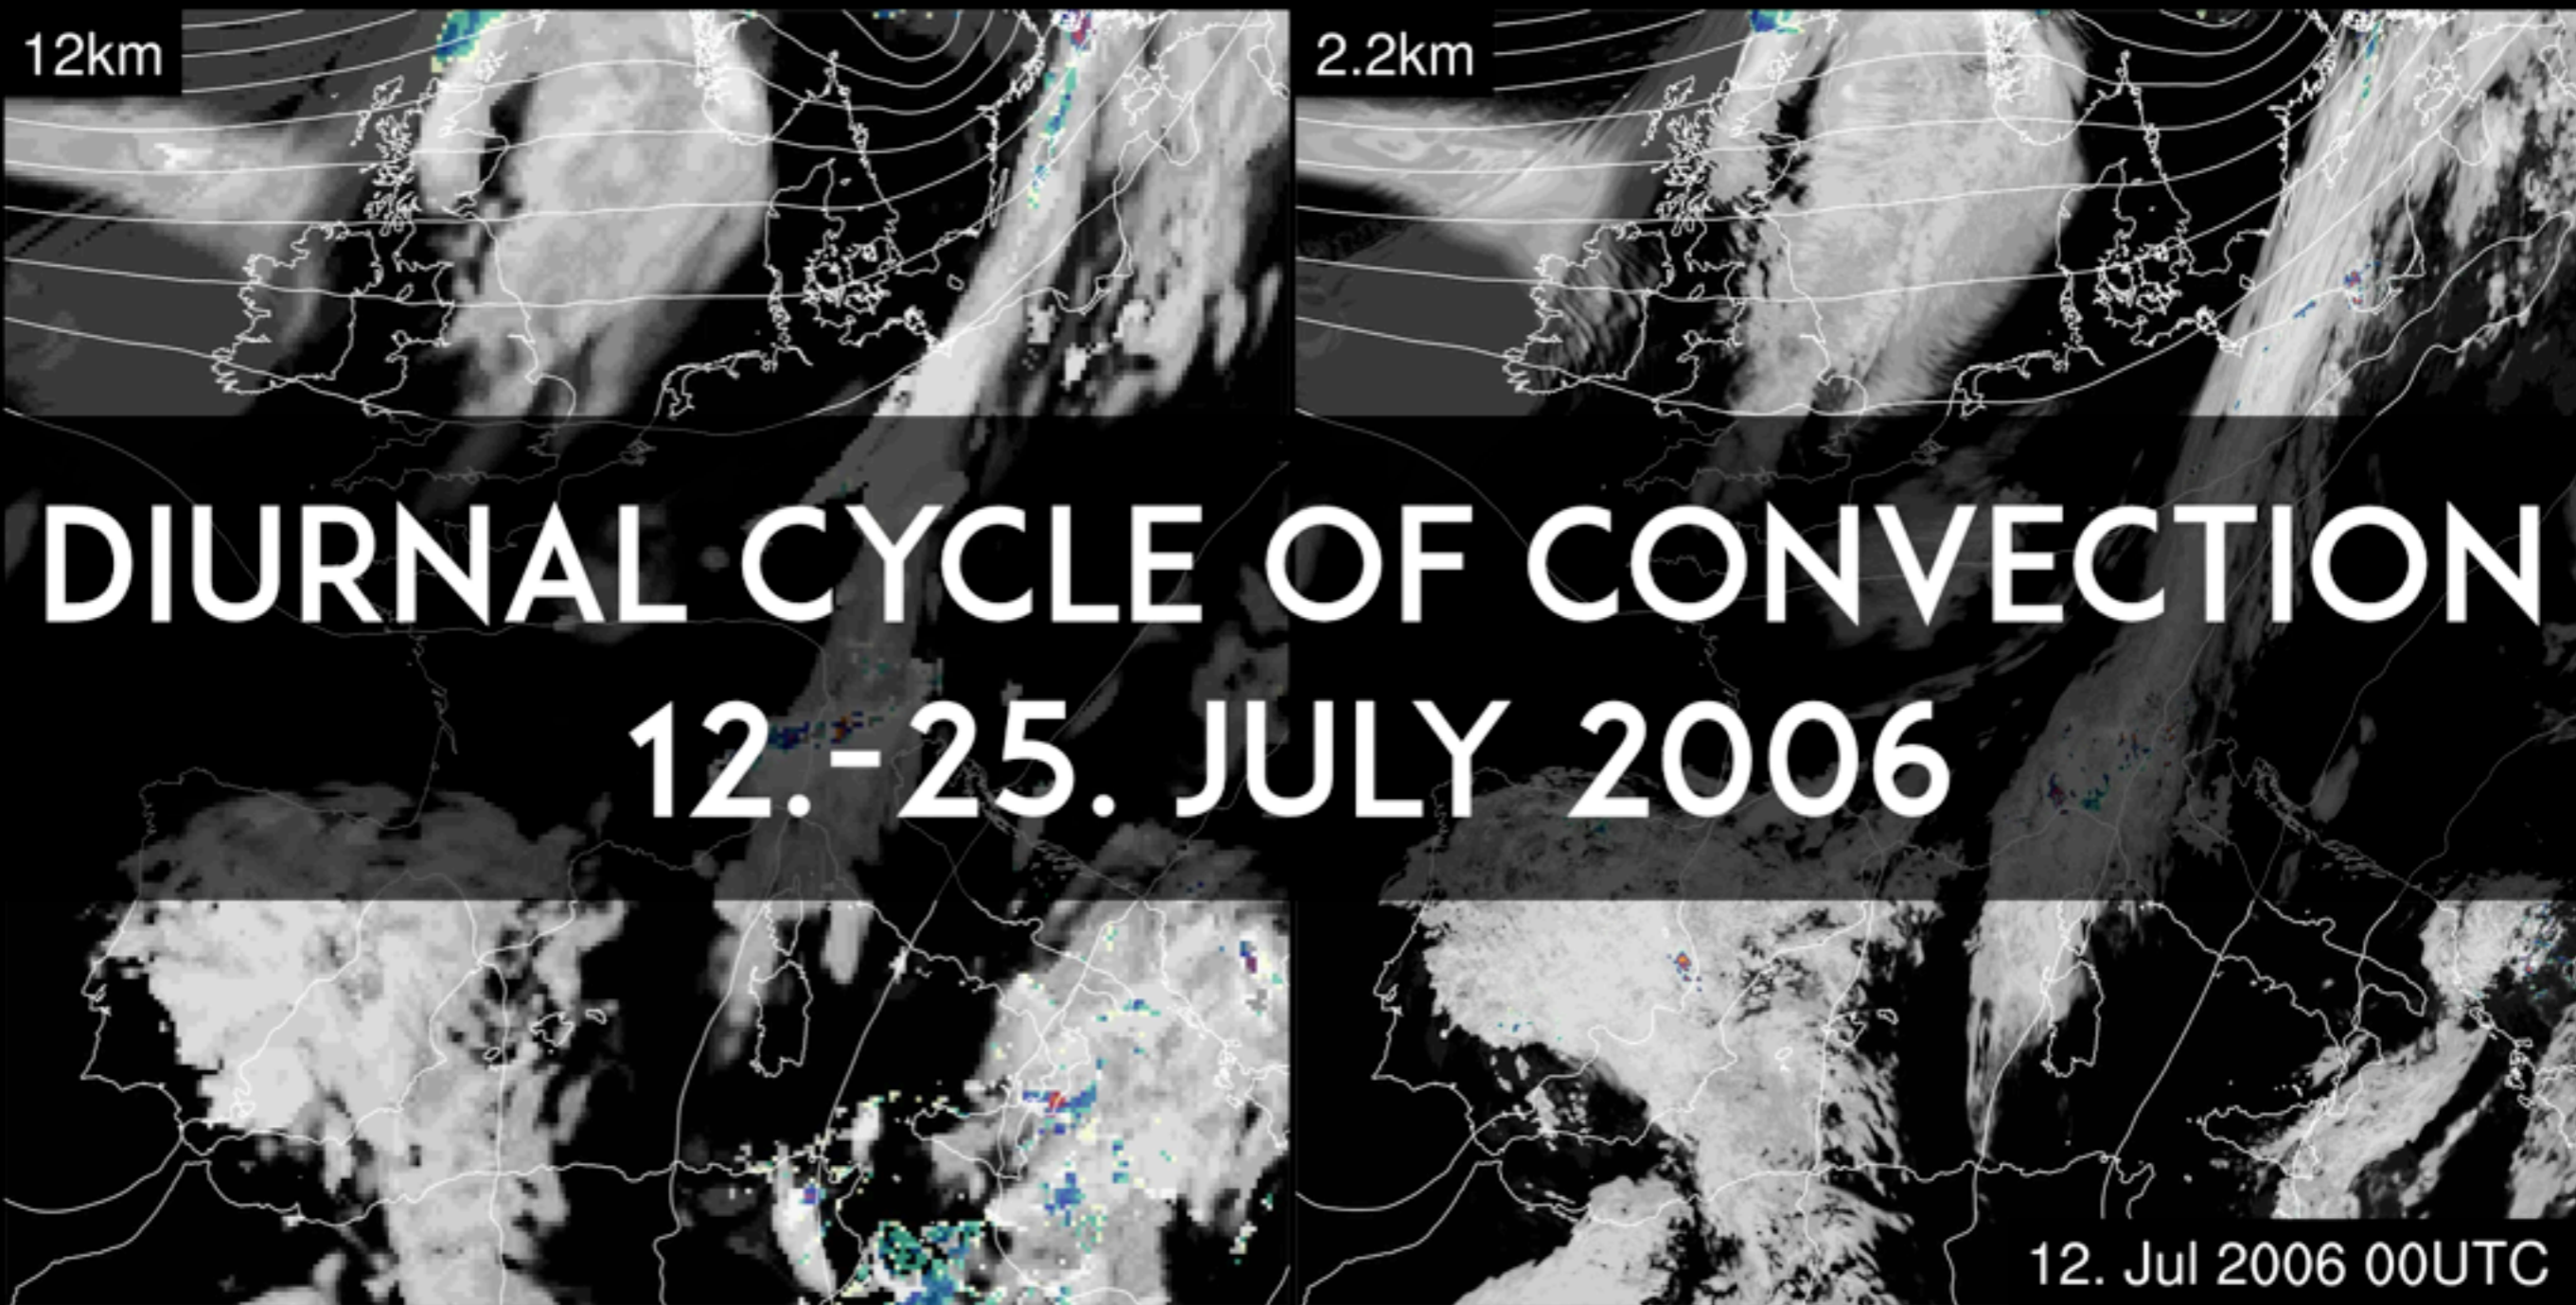 12km
2.2km
DIURNAL CYCLE OF CONVECTION
12.-25. JULY 2006
12. Jul 2006 00UTC